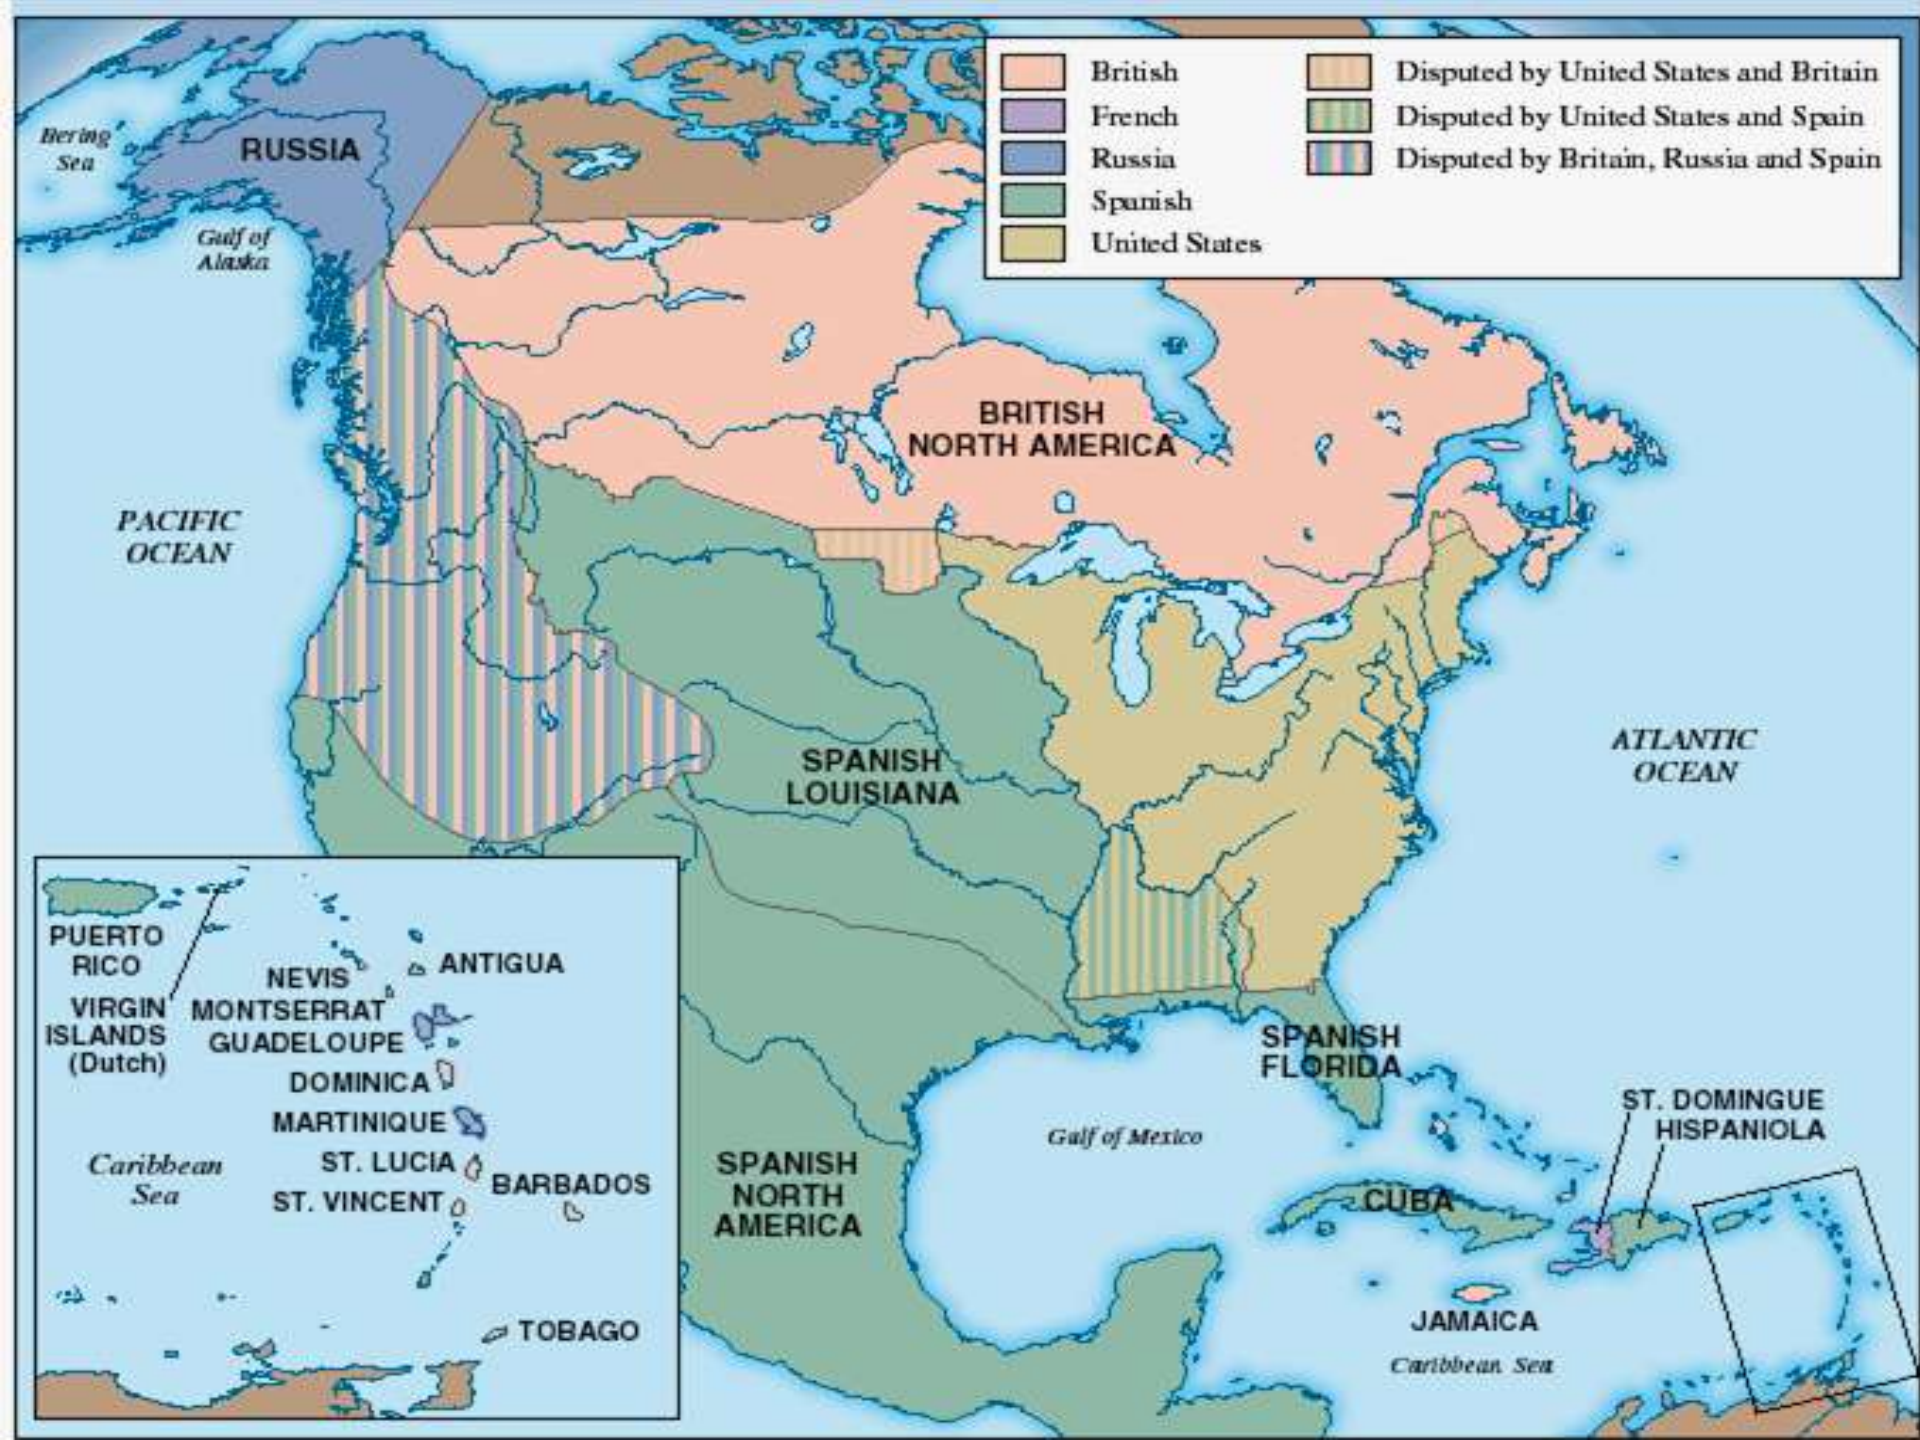 British
French
Russia
Spanish
United States
Disputed by United States and Britain
Disputed by United States and Spain
Disputed by Britain, Russia and Spain
Bering
Sea
RUSSIA
Gulf of
Alaska
BRITISH
NORTH AMERICA
PACIFIC
OCEAN
SPANISH
LOUISIANA
ATLANTIC
OCEAN
SPANISH
FLORIDA
Gulf of Mexico
SPANISH
NORTH
AMERICA
ST. DOMINGUE
HISPANIOLA
CUBA
JAMAICA
Caribbean Sea
PUERTO
RICO
VIRGIN
ISLANDS
(Dutch)
NEVIS
ANTIGUA
MONTSERRAT
GUADELOUPE
DOMINICA
MARTINIQUE
ST. LUCIA
BARBADOS
ST. VINCENT
Caribbean
Sea
TOBAGO